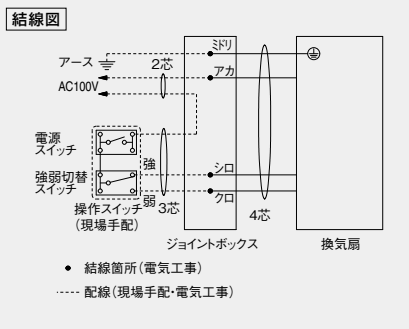 結線図
ミドリ
アース
2芯
アカ
AC100V
電源
スイッチ
強
強弱切替
スイッチ
シロ
弱
クロ
操作スイッチ
(現場手配)
3芯
4芯
ジョイントボックス
換気扇
● 結線箇所(電気工事)
----- 配線(現場手配・電気工事)